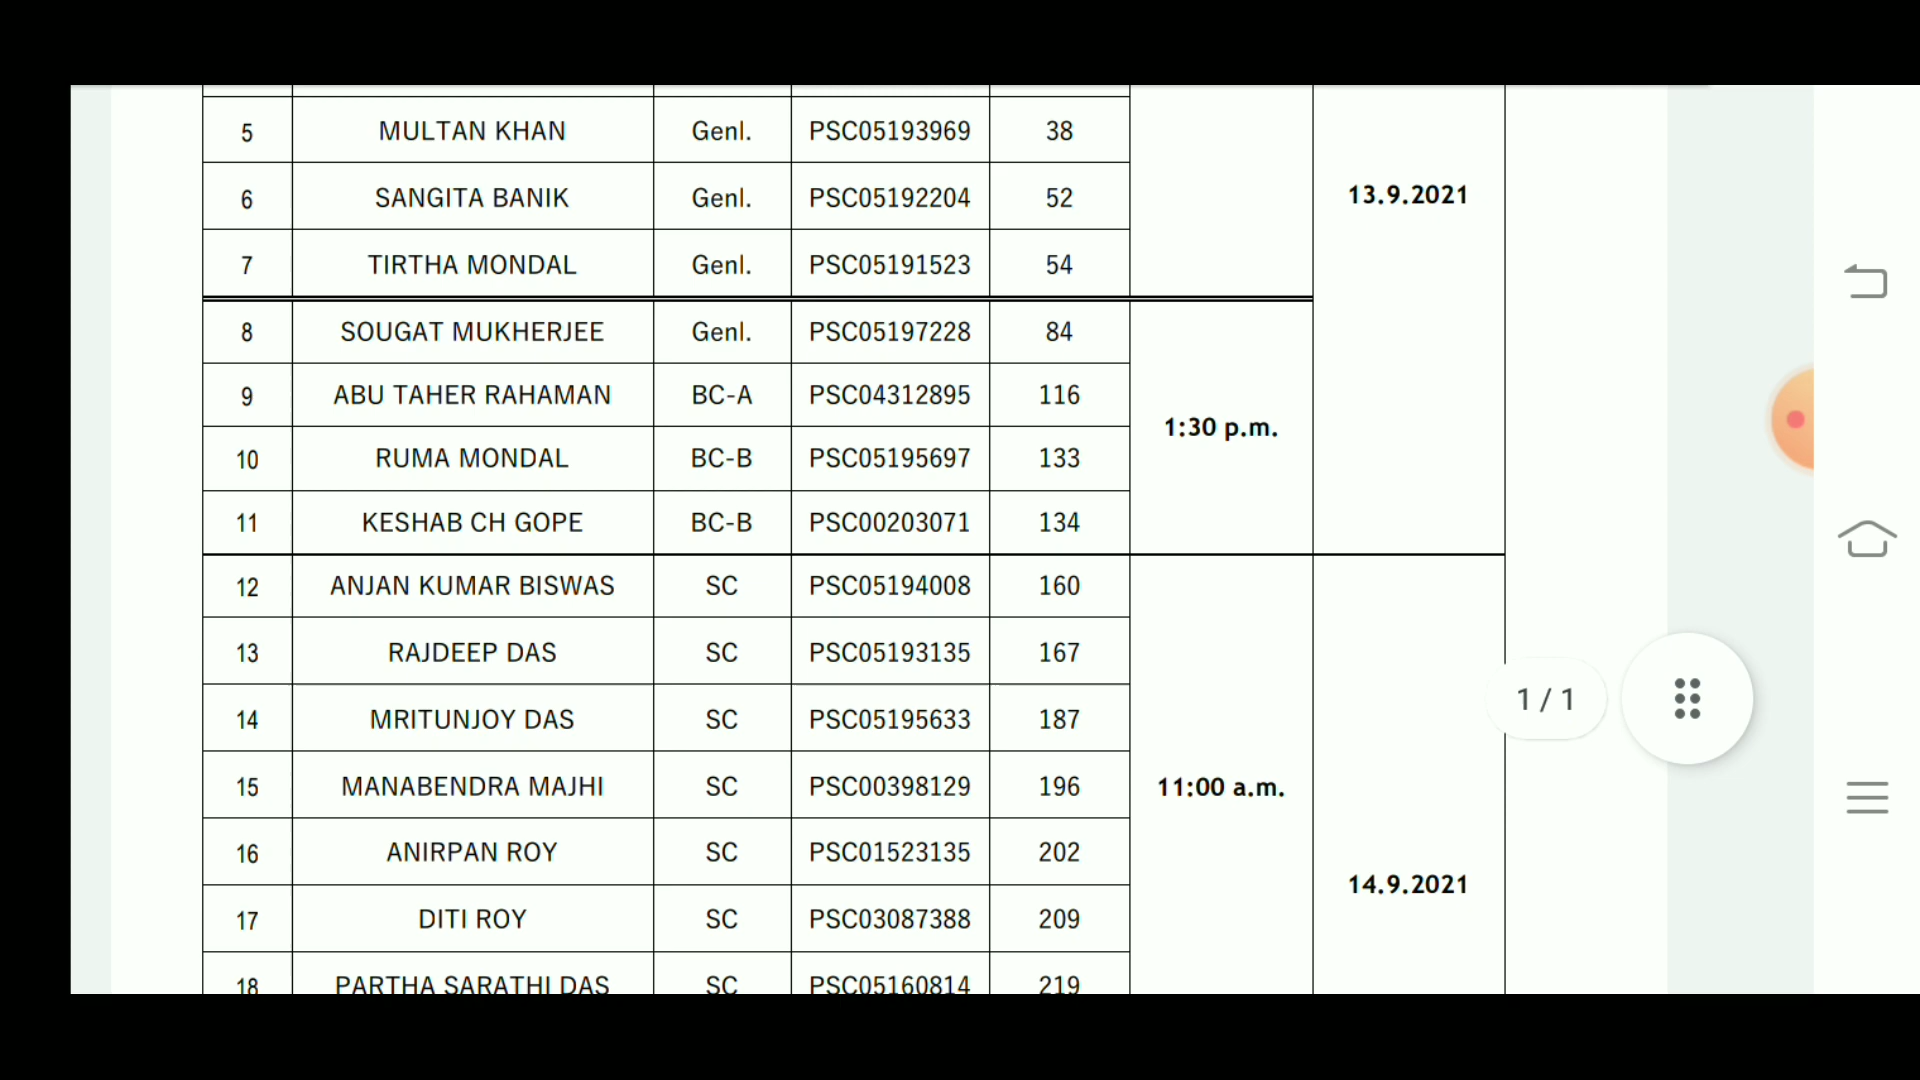 5 MULTAN KHAN Genl. PSC05193969 38
13.9.2021
6 SANGITA BANIK Genl. PSC05192204 52
7 TIRTHA MONDAL Genl. PSC05191523 54
8 SOUGAT MUKHERJEE Genl. PSC05197228 84
9 ABU TAHER RAHAMAN BC-A PSC04312895 116
1:30 p.m.
10 RUMA MONDAL BC-B PSC05195697 133
11 KESHAB CH GOPE BC-B PSC00203071 134
12 ANJAN KUMAR BISWAS SC PSC05194008 160
13 RAJDEEP DAS SC PSC05193135 167
14 MRITUNJOY DAS SC PSC05195633 187
1 / 1
15 MANABENDRA MAJHI SC PSC00398129 196 11:00 a.m.
16 ANIRPAN ROY SC PSC01523135 202
14.9.2021
17 DITI ROY SC PSC03087388 209
18 PARTHA SARATHI DAS SC PSC05160814 219